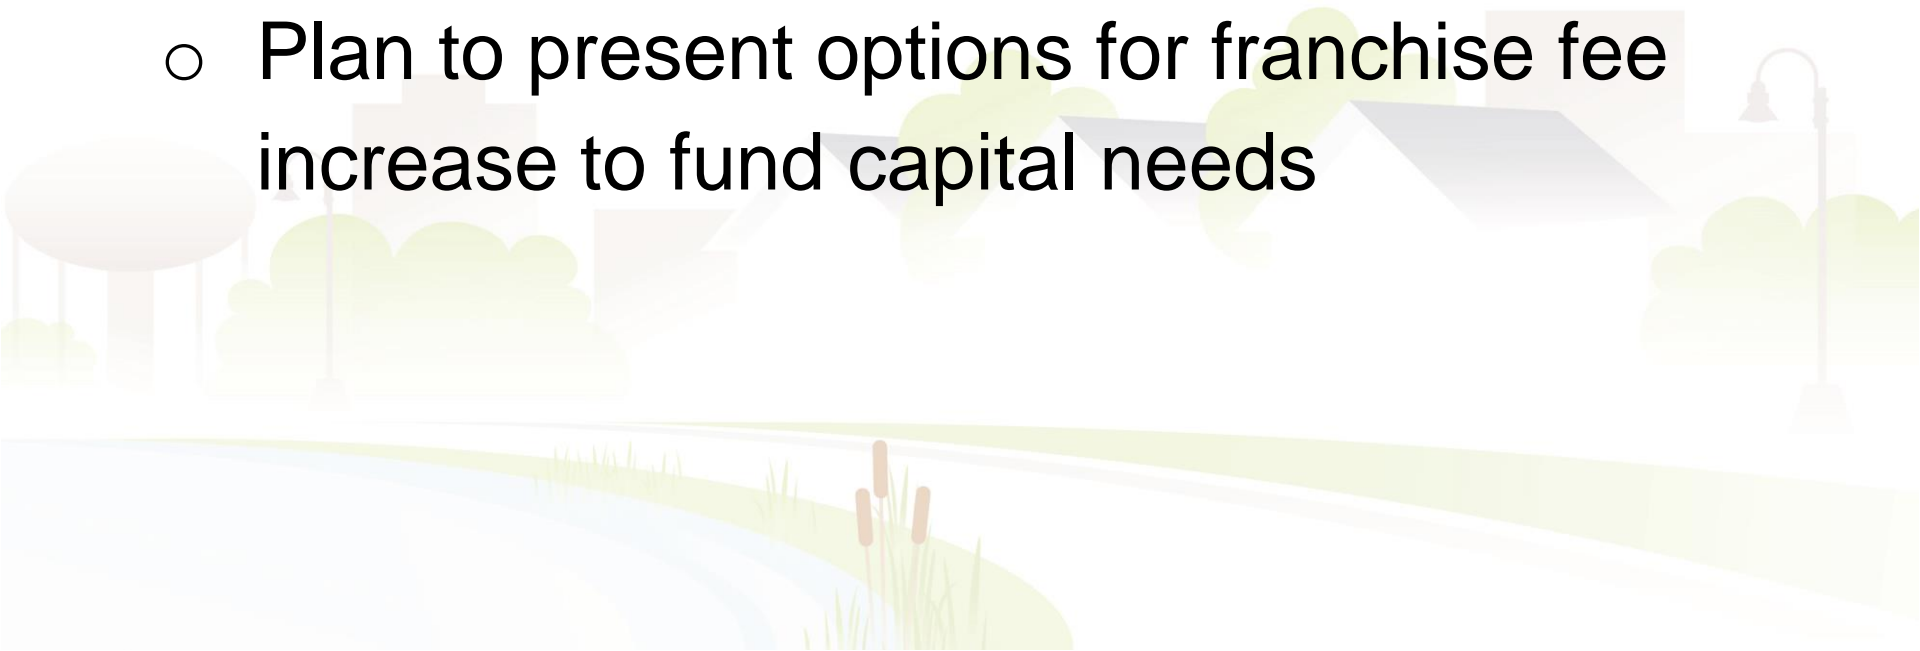 ○ Plan to present options for franchise fee
increase to fund capital needs